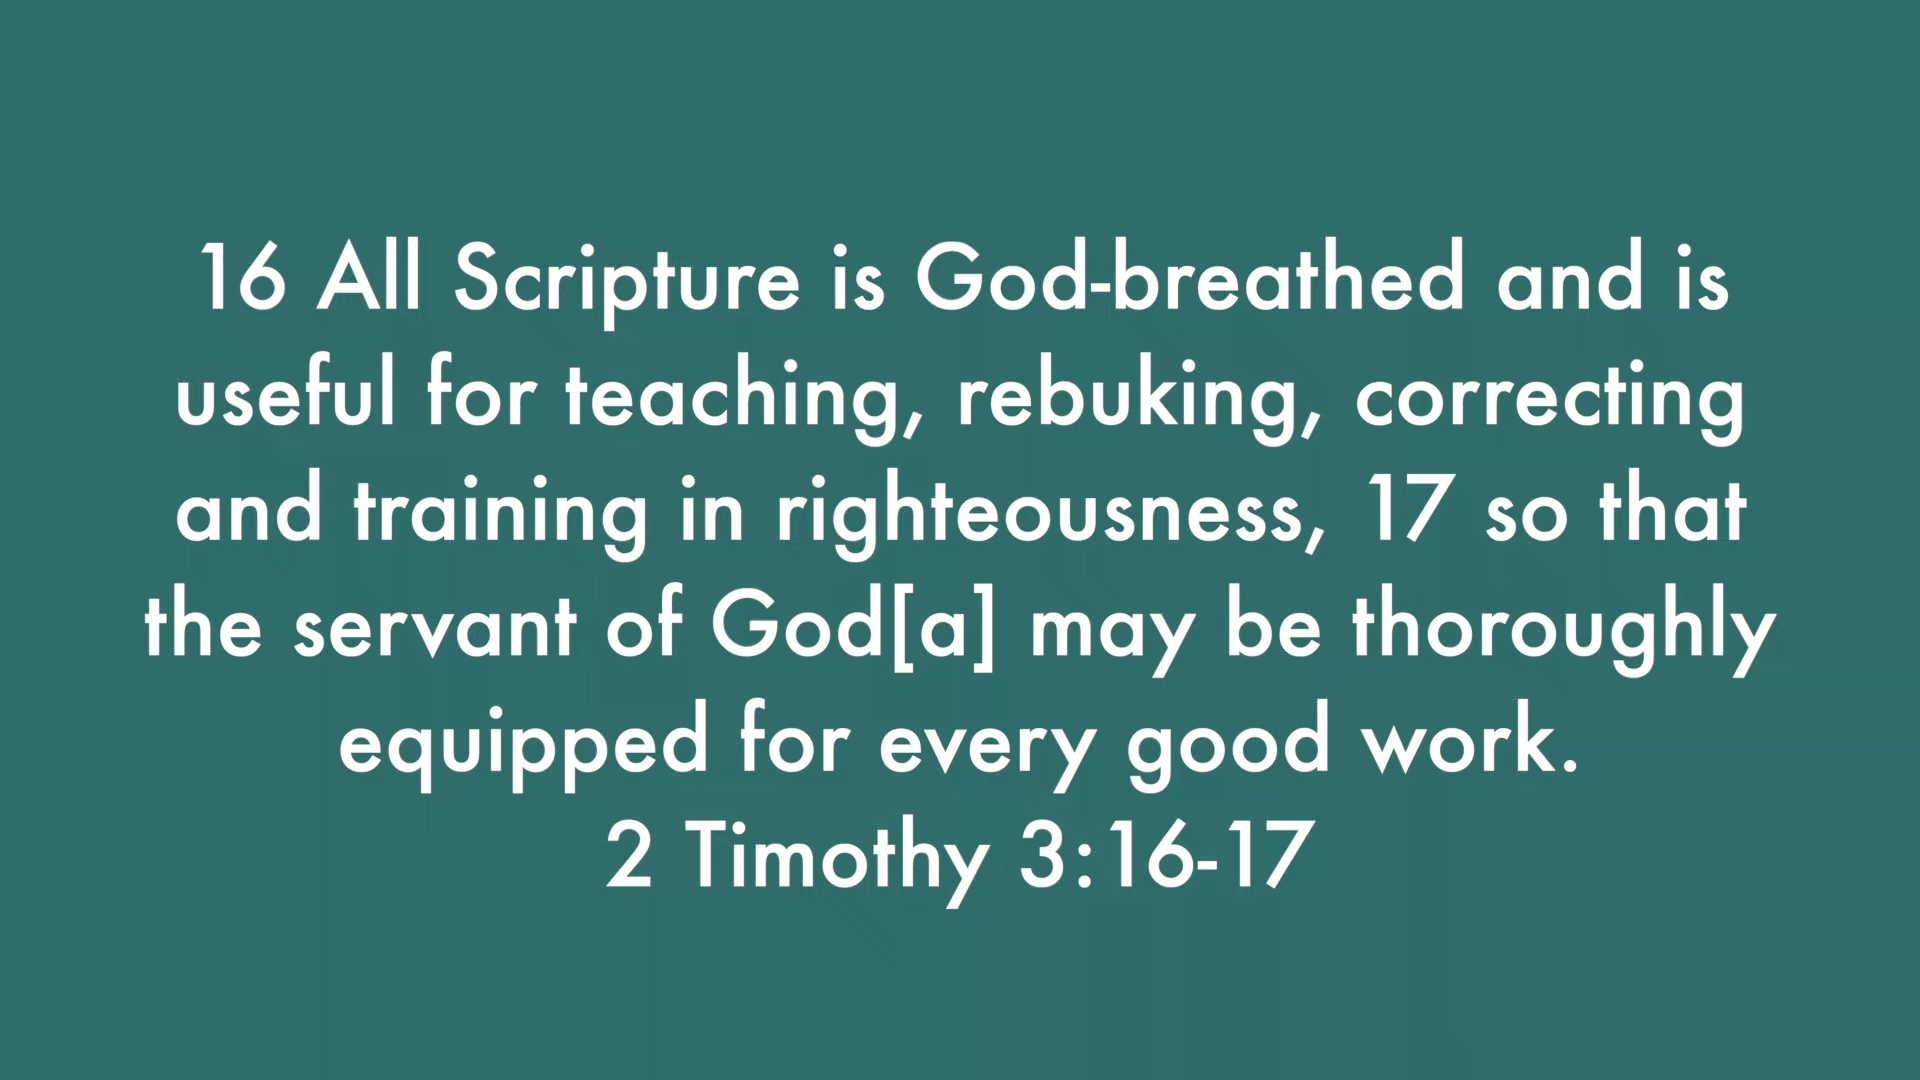 16 All Scripture is God-breathed and is
useful for teaching, rebuking, correcting
and training in righteousness, 17 so that
the servant of God[a] may be thoroughly
equipped for every good work.
2 Timothy 3:16-17